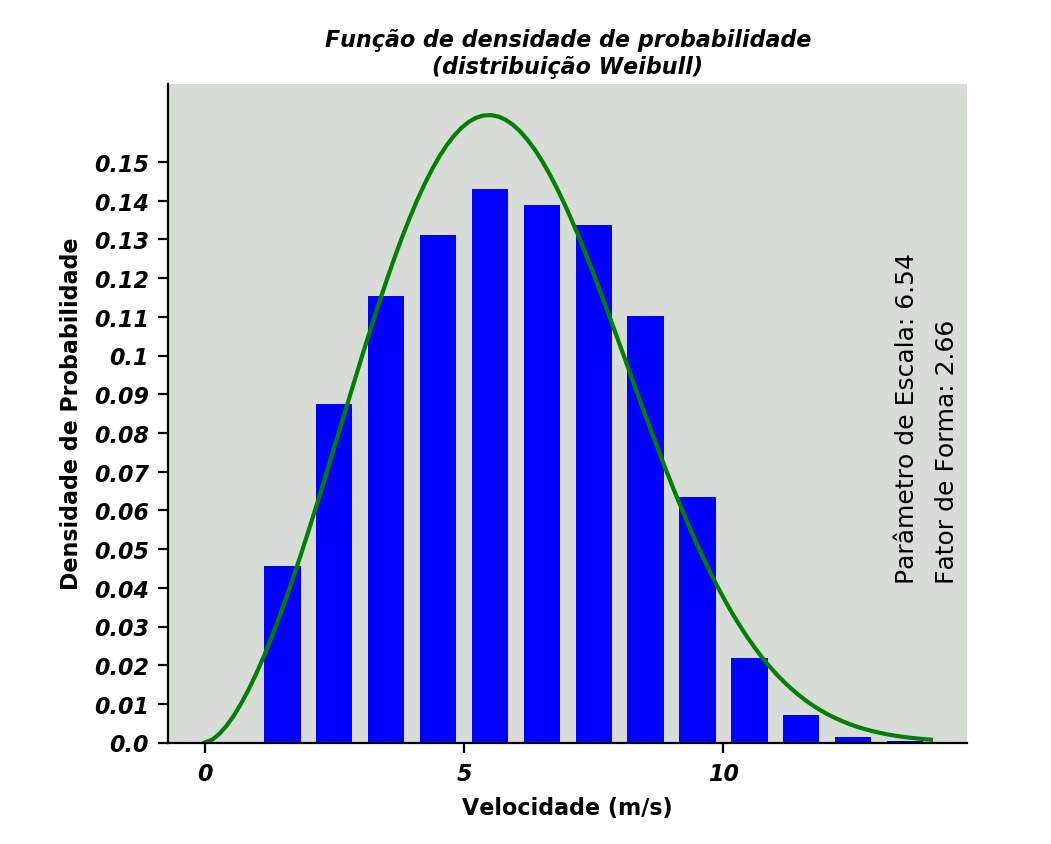 Função de densidade de probabilidade
(distribuição Weibull)
Densidade de Probabilidade
0.15
0.14
0.13
0.12
0.11
0.1
0.09
0.08
0.07
0.06
0.05
0.04
0.03
0.02
0.01
0.0
Parâmetro de Escala: 6.54
Fator de Forma: 2.66
0 5 10
Velocidade (m/s)